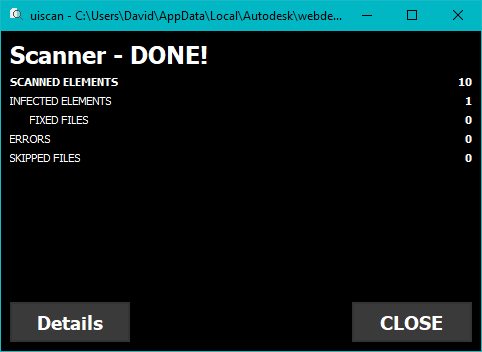 uiscan - C:\Users\David\AppData\Local\Autodesk\webde...
Scanner - DONE!
SCANNED ELEMENTS 10
INFECTED ELEMENTS 1
FIXED FILES 0
ERRORS 0
SKIPPED FILES 0
Details CLOSE